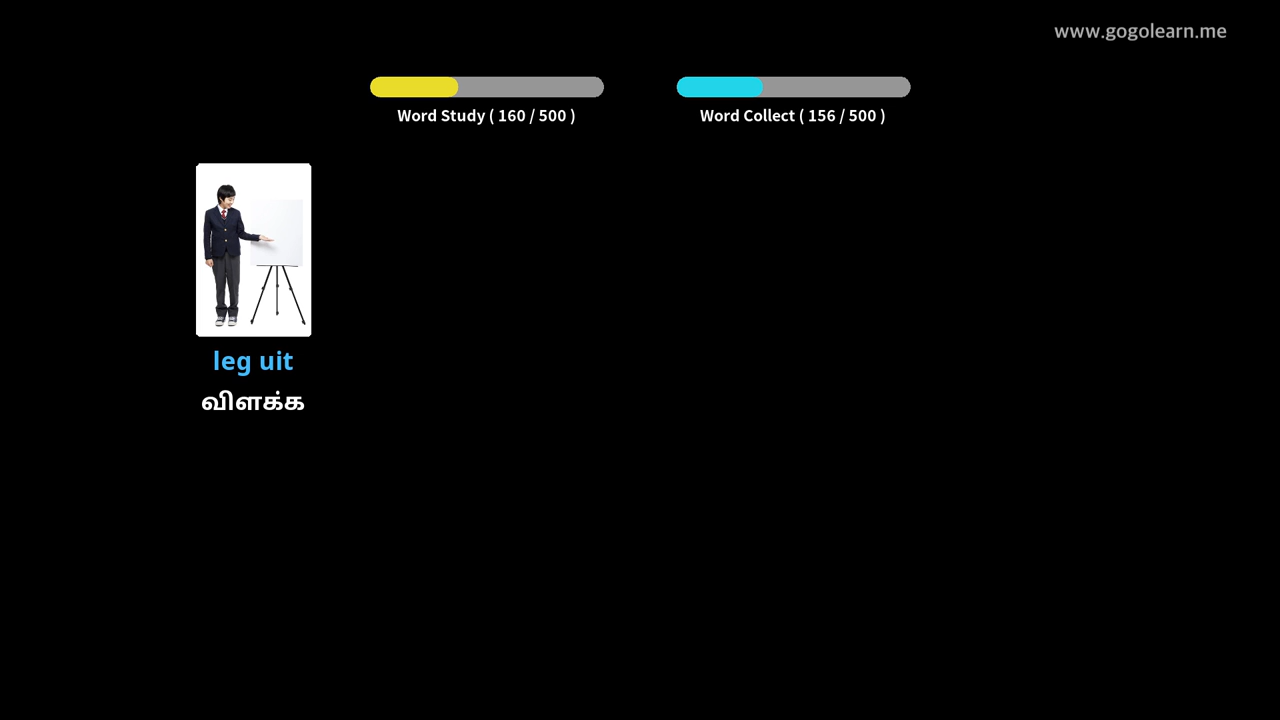 www.gogolearn.me
Word Study ( 160 / 500 )
Word Collect ( 156 / 500 )
leg uit
விளக்க